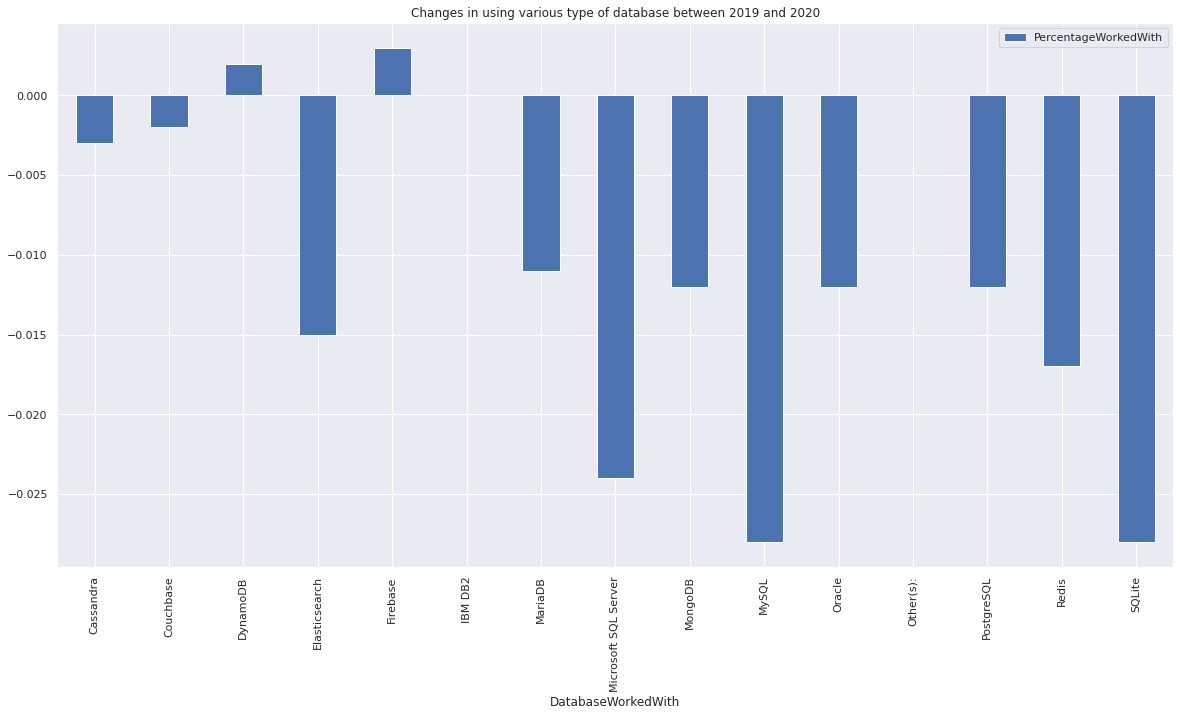 Changes in using various type of database between 2019 and 2020
PercentageWorkedWith
0.000
−0.005
−0.010
−0.015
−0.020
−0.025
Cassandra
Couchbase
DynamoDB
Elasticsearch
Firebase
IBM DB2
MariaDB
Microsoft SQL Server
MongoDB
MySQL
Oracle
Other(s):
PostgreSQL
Redis
SQLite
DatabaseWorkedWith